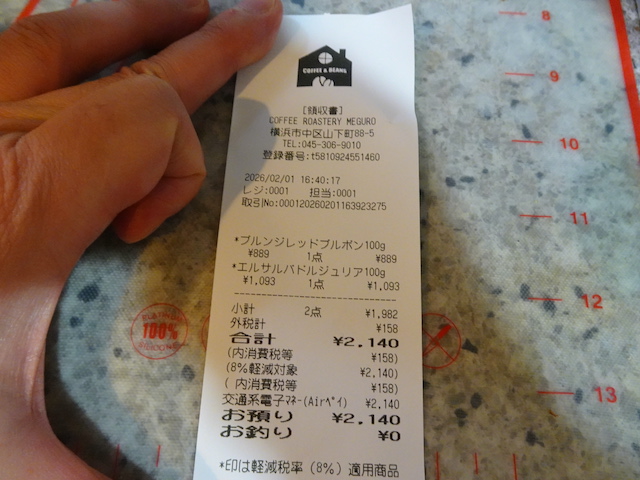 COFFEE & BEANS
[領収書]
COFFEE ROASTERY MEGURO
横浜市中区山下町88-5
TEL:045-306-9010
登録番号:t5810924551460
2026/02/01 16:40:17
レジ:0001 担当:0001
取引No:000120260201163923275
*ブルンジレッドブルボン100g
¥889 1点 ¥889
*エルサルバドルジュリア100g
¥1,093 1点 ¥1,093
小計 2点 ¥1,982
外税計 ¥158
合計 ¥2,140
(内消費税等 ¥158)
(8%軽減対象 ¥2,140)
( 内消費税等 ¥158)
交通系電子マネー(Airペイ) ¥2,140
お預り ¥2,140
お釣り ¥0
*印は軽減税率(8%)適用商品
8
9
10
11
12
13
100%